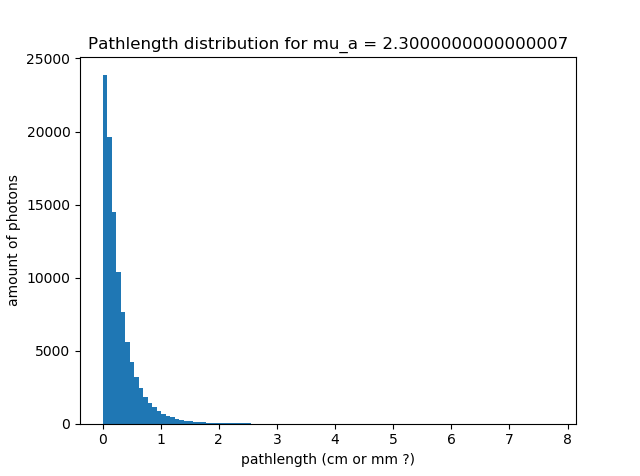 Pathlength distribution for mu_a = 2.3000000000000007
25000
20000
15000
10000
5000
0
amount of photons
0 1 2 3 4 5 6 7 8
pathlength (cm or mm ?)